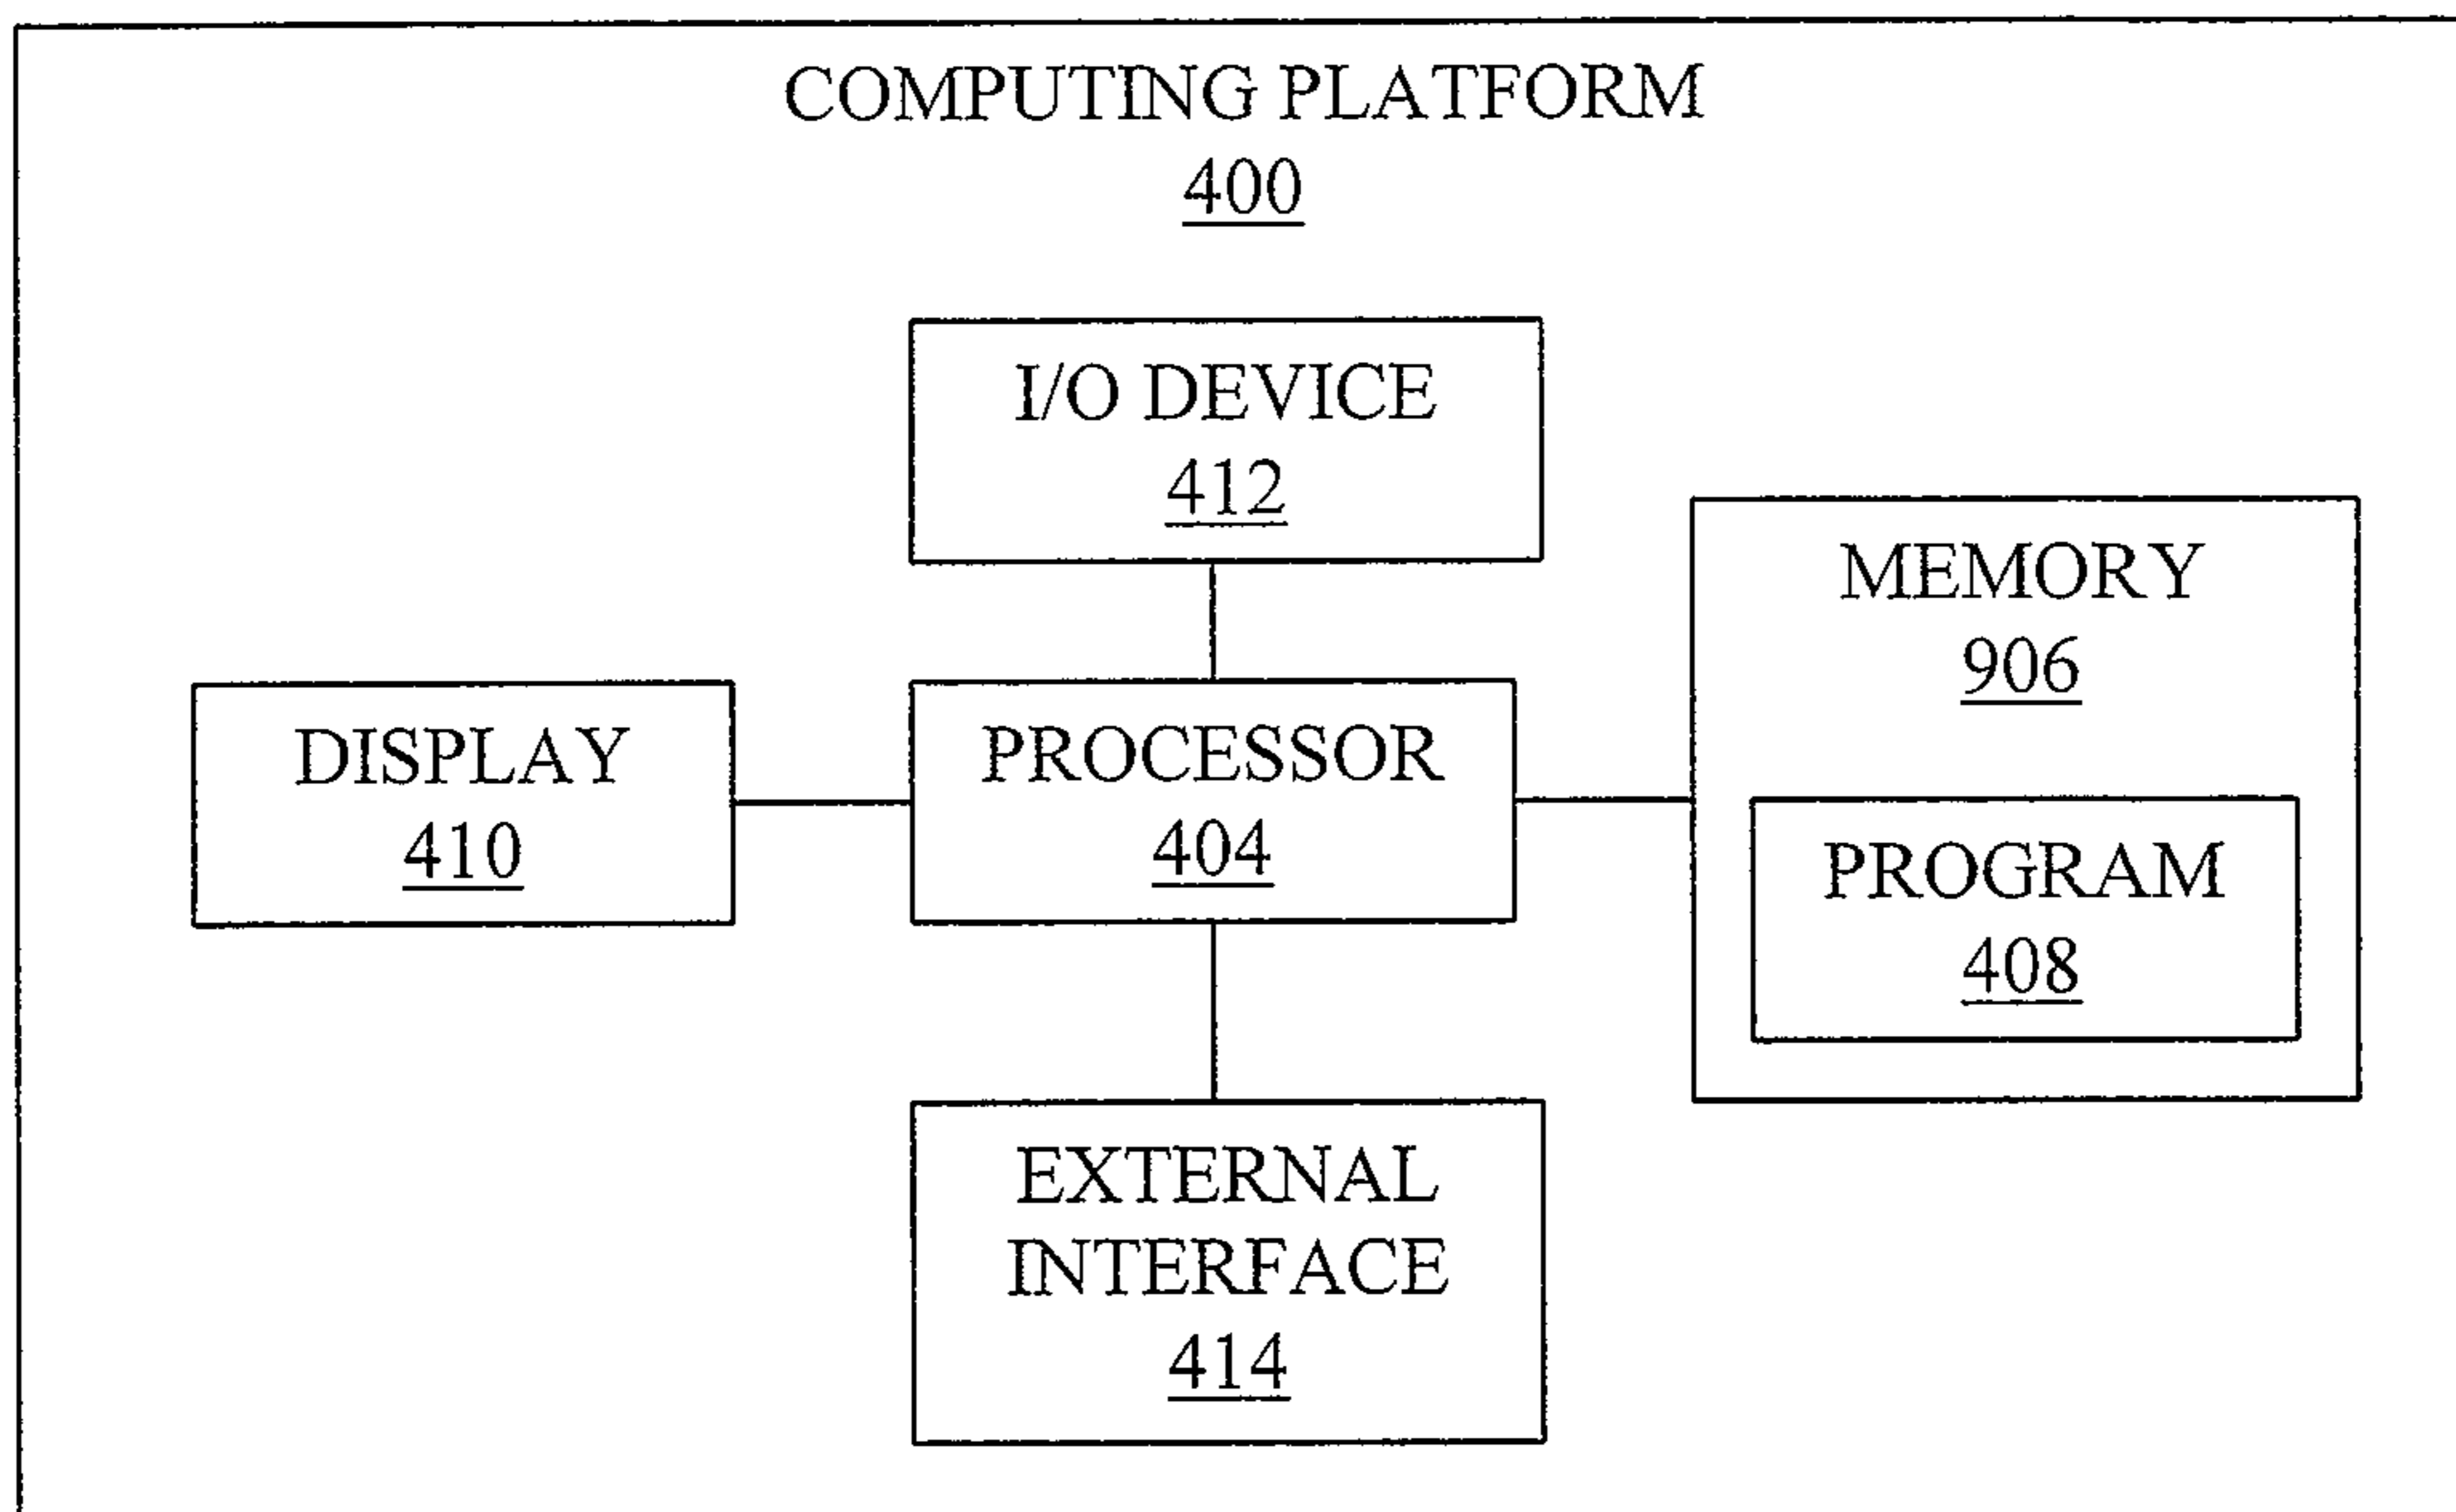 COMPUTING PLATFORM
400
I/O DEVICE
412
MEMORY
906
DISPLAY
410
PROCESSOR
404
PROGRAM
408
EXTERNAL
INTERFACE
414